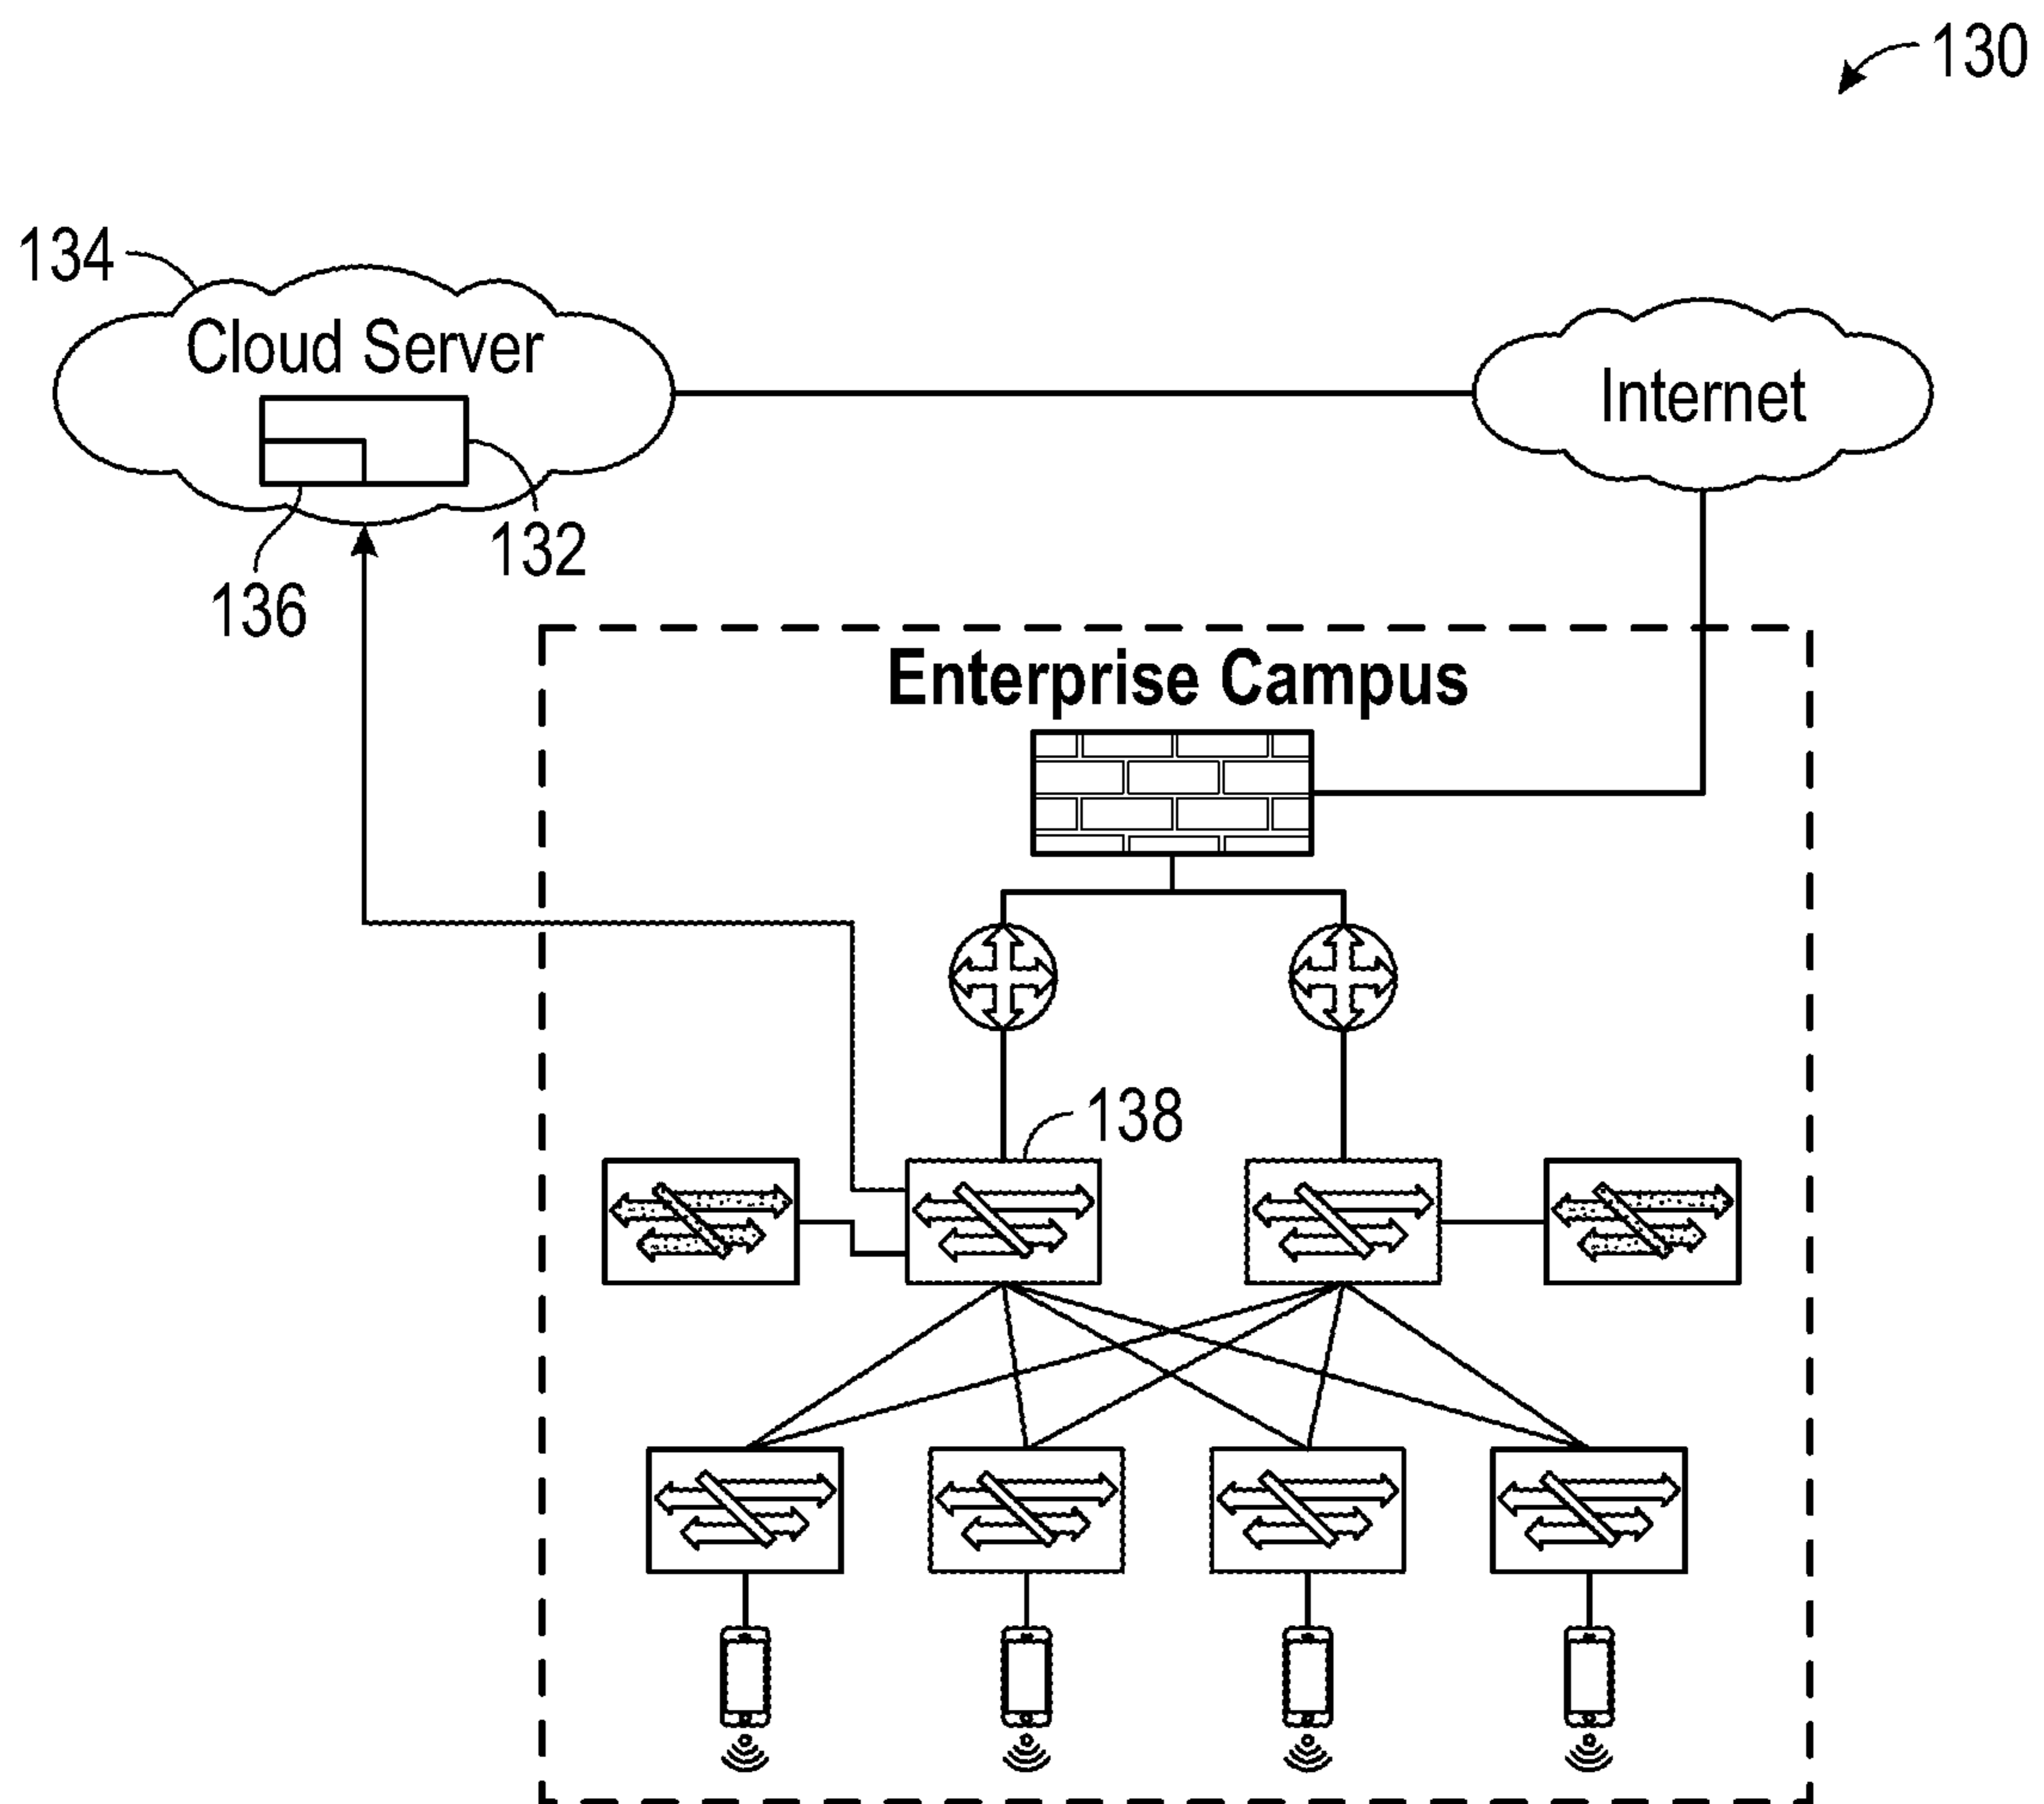 130
134
Cloud Server
Internet
132
136
Enterprise Campus
138